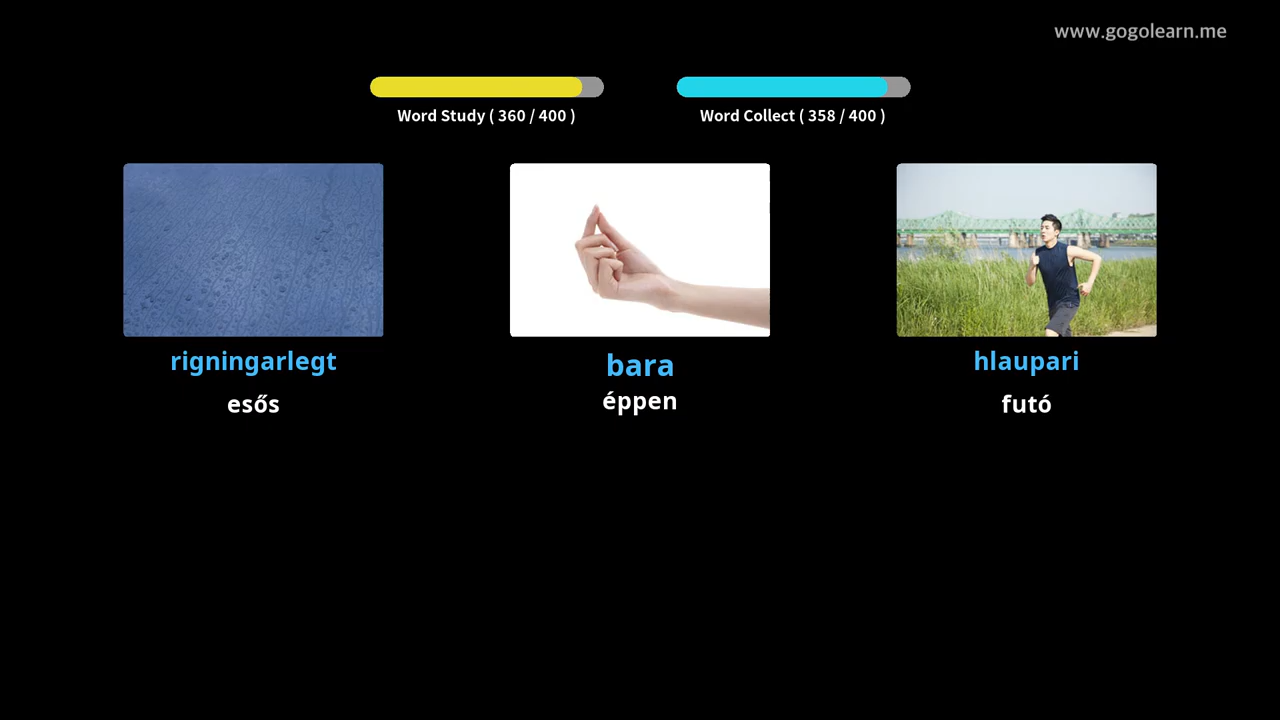 www.gogolearn.me
Word Study ( 360 / 400 )
Word Collect ( 358 / 400 )
rigningarlegt
esős
bara
éppen
hlaupari
futó